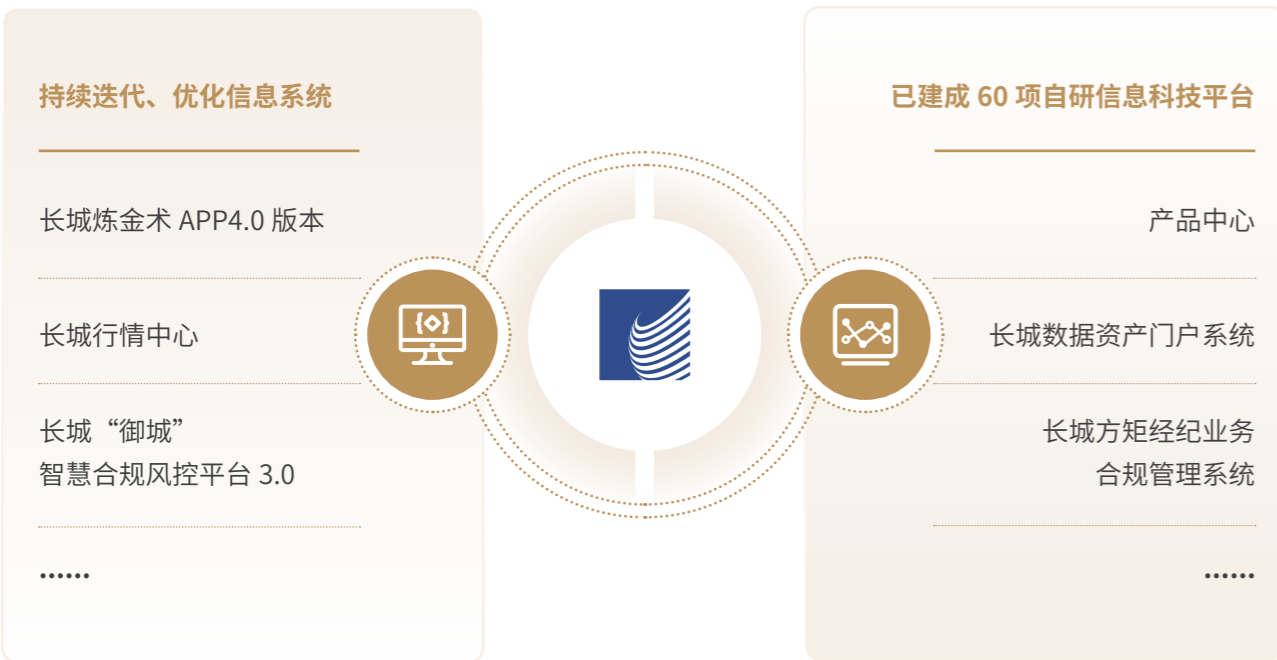 持续迭代、优化信息系统
长城炼金术 APP4.0 版本
长城行情中心
长城“御城”
智慧合规风控平台 3.0
······
已建成 60 项自研信息科技平台
产品中心
长城数据资产门户系统
长城方矩经纪业务
合规管理系统
······